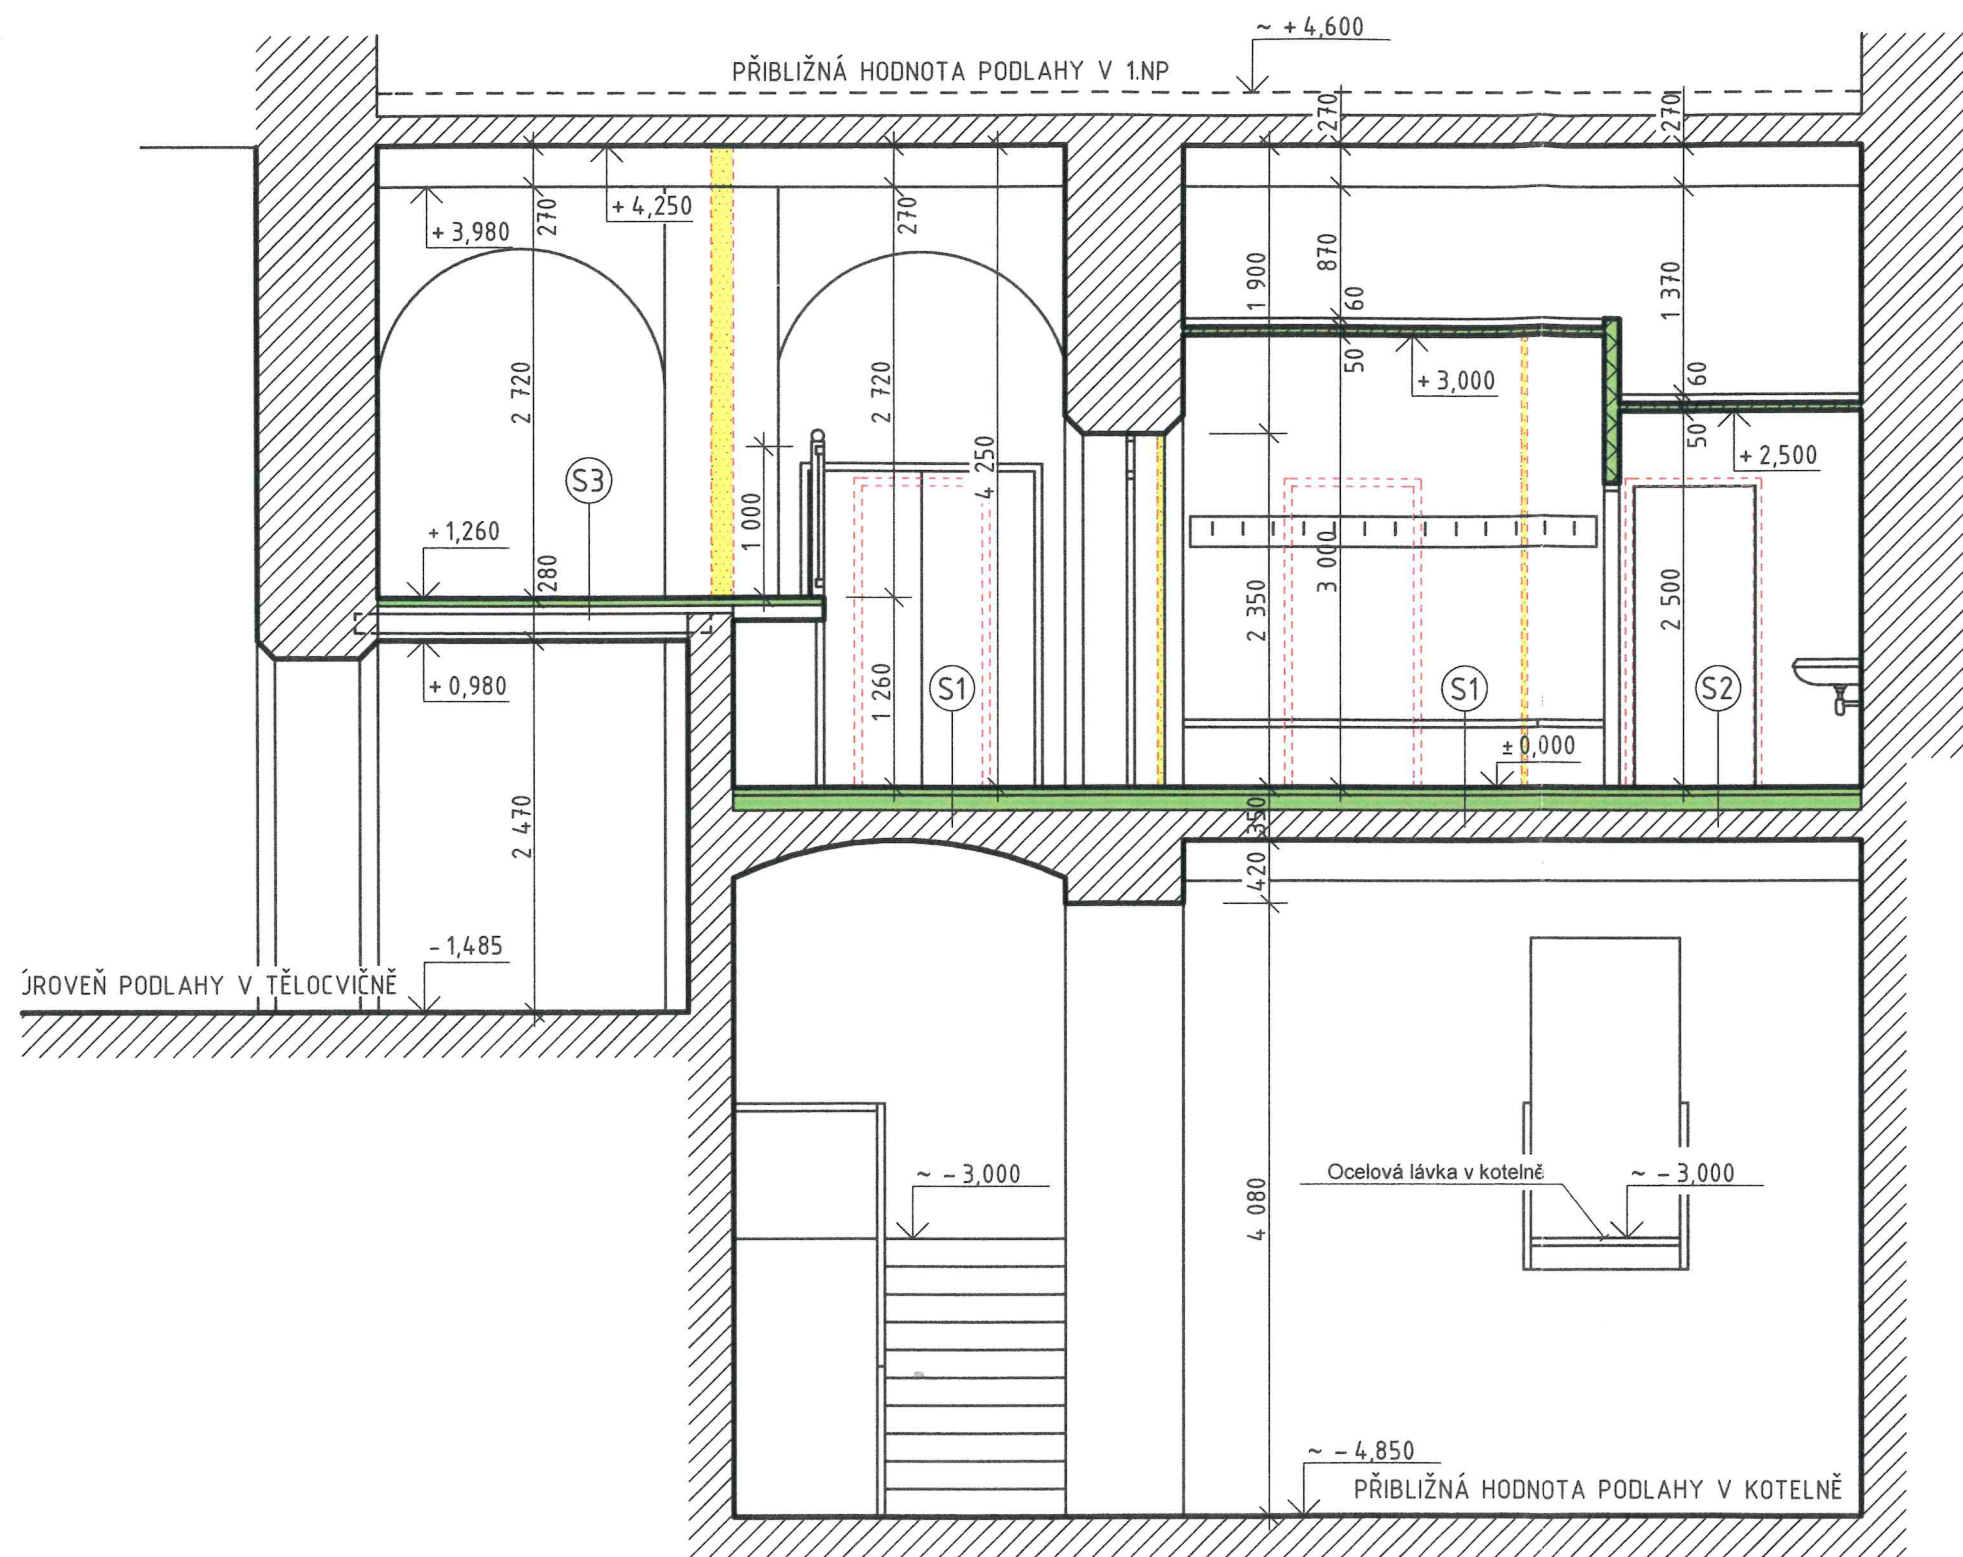 ~ + 4,600
PŘIBLIŽNÁ HODNOTA PODLAHY V 1.NP
270
270
270
+ 4,250
270
+ 3,980
870
1 900
1 370
60
50
+ 3,000
60
50
+ 2,500
2 720
2 720
4 250
S3
1 000
+ 1,260
280
3 000
2 350
2 500
+ 0,980
1 260
S1
S1
S2
± 0,000
2 470
350
420
- 1,485
ÚROVEŇ PODLAHY V TĚLOCVIČNĚ
~ - 3,000
Ocelová lávka v kotelně
~ - 3,000
4 080
~ - 4,850
PŘIBLIŽNÁ HODNOTA PODLAHY V KOTELNĚ